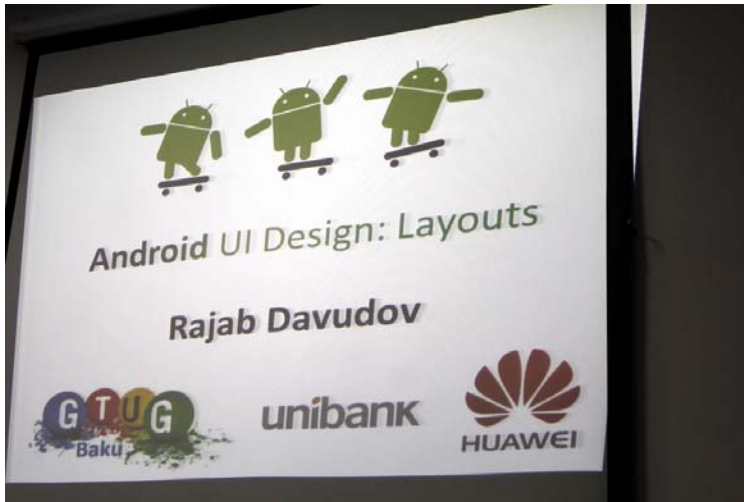 Android UI Design: Layouts
Rajab Davudov
GTUG
Baku
unibank
HUAWEI